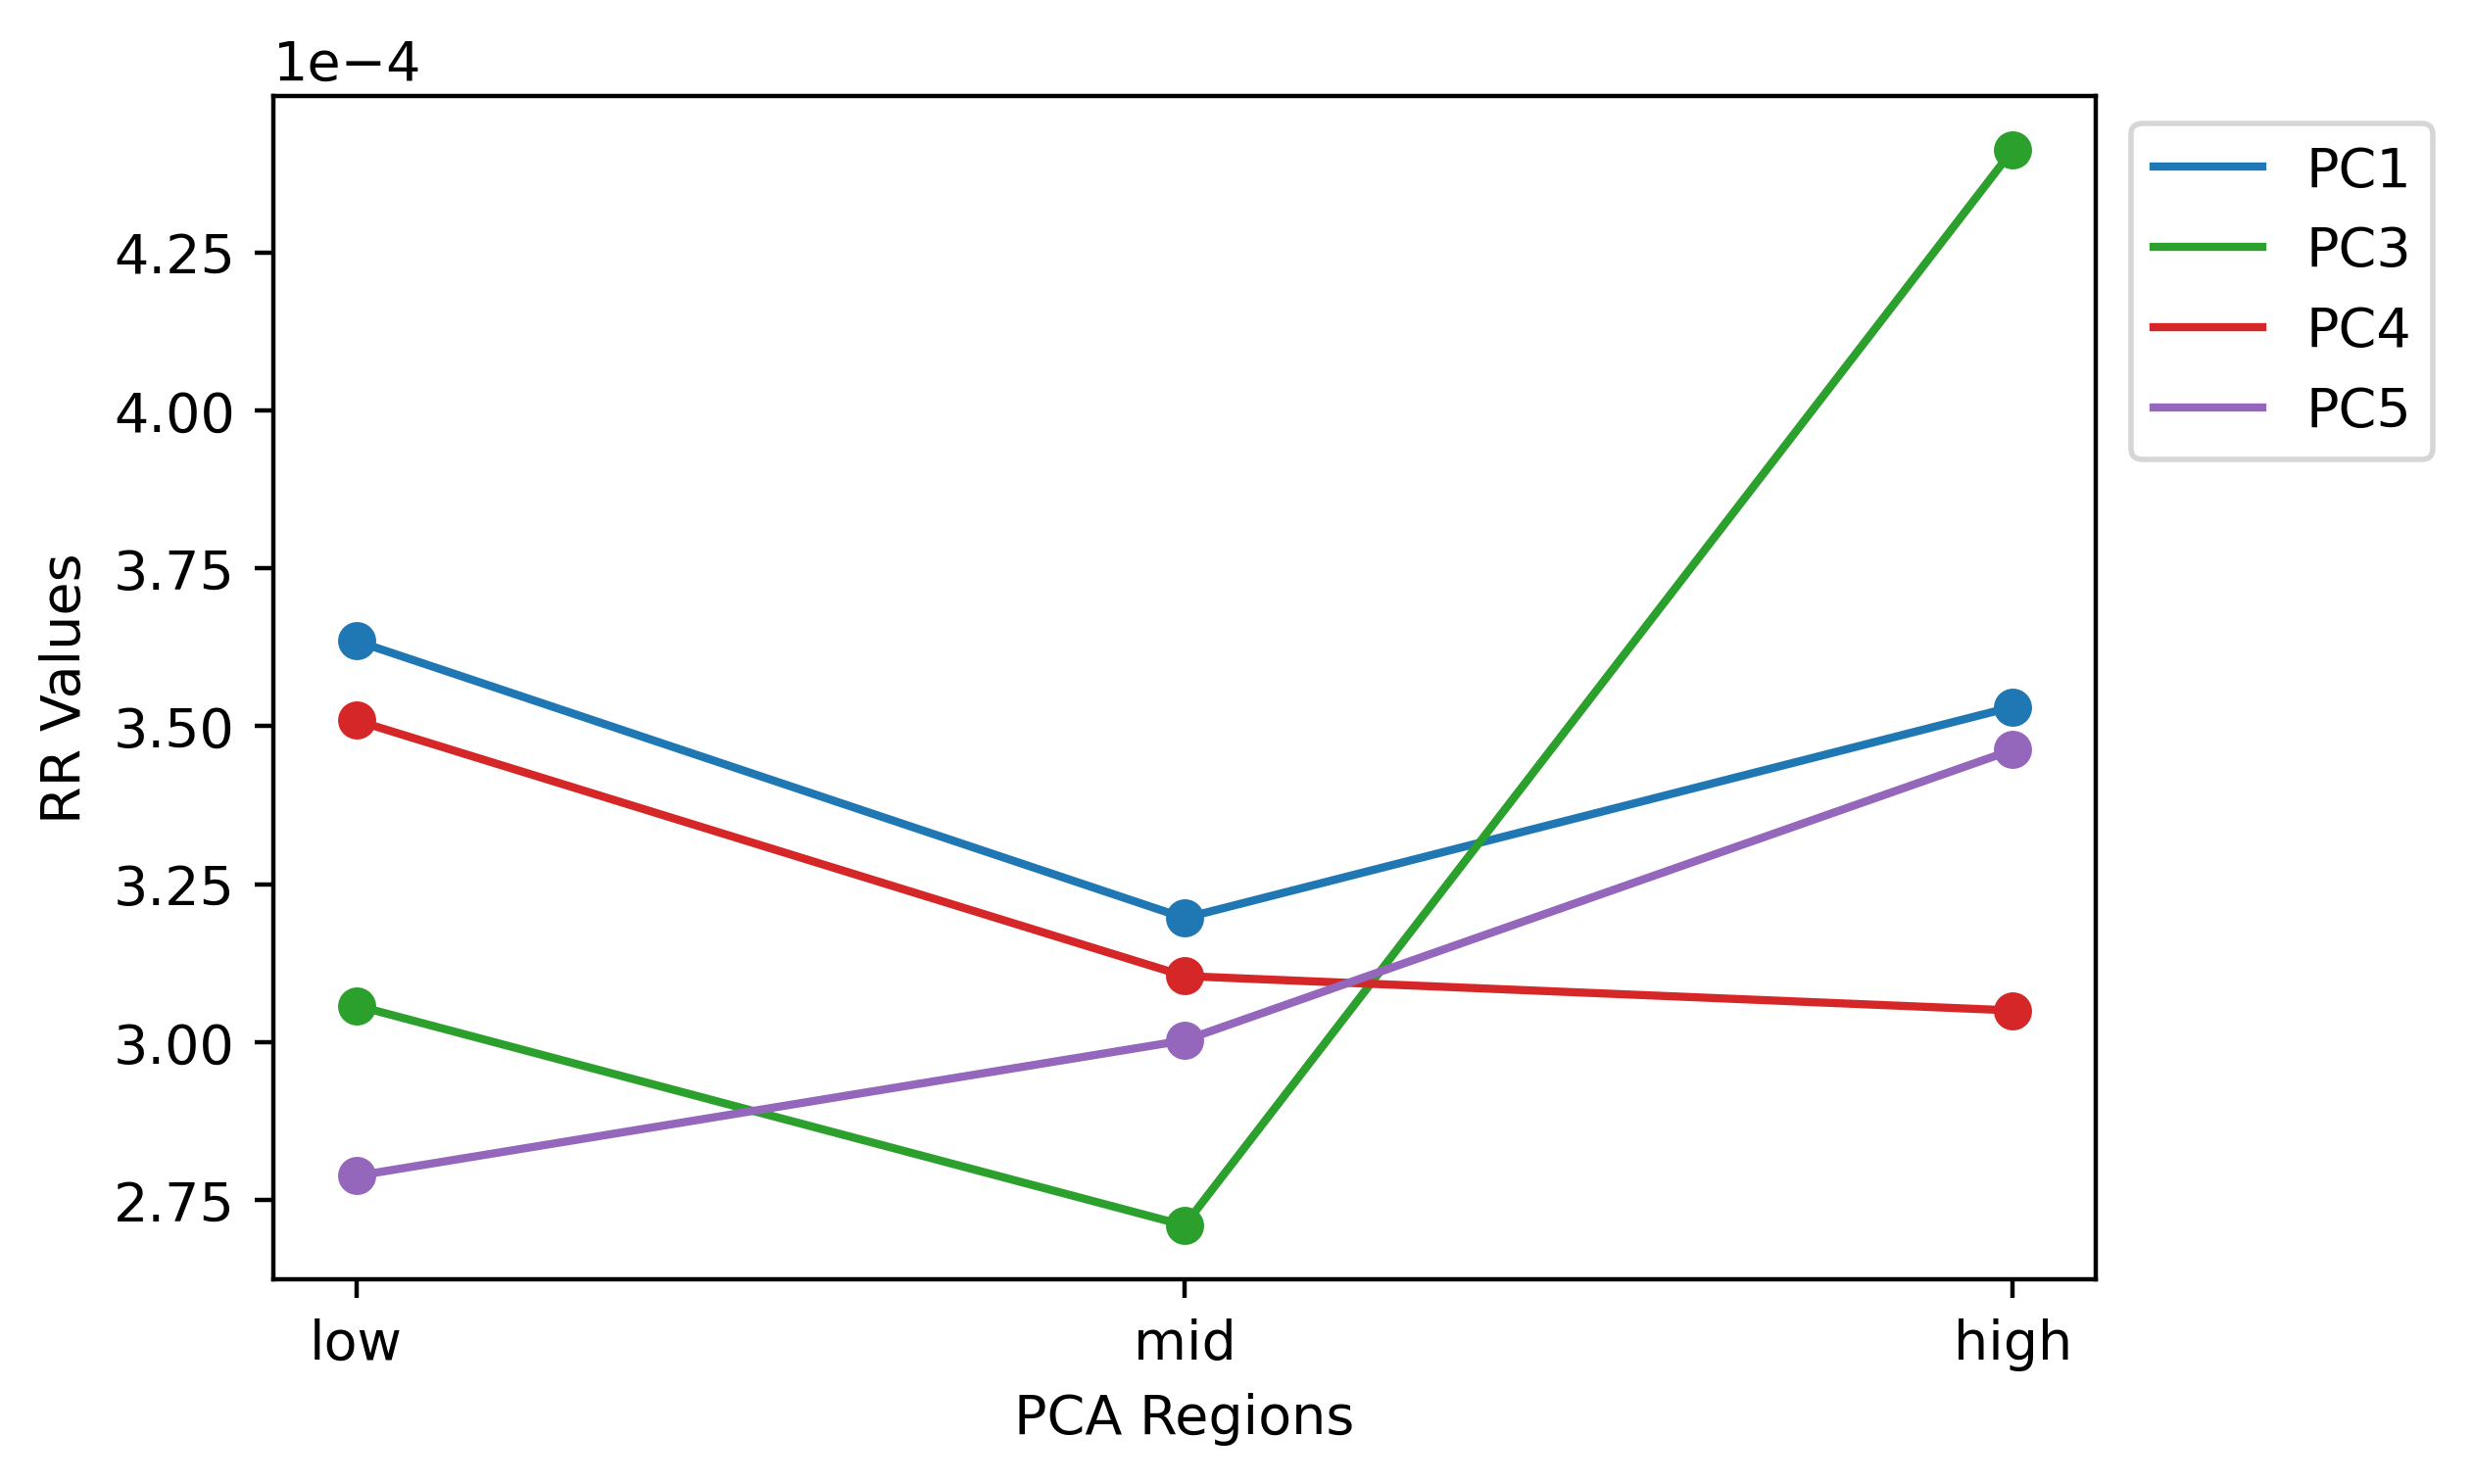 1e−4
4.25
4.00
3.75
3.50
3.25
3.00
2.75
RR Values
low mid high
PCA Regions
PC1
PC3
PC4
PC5